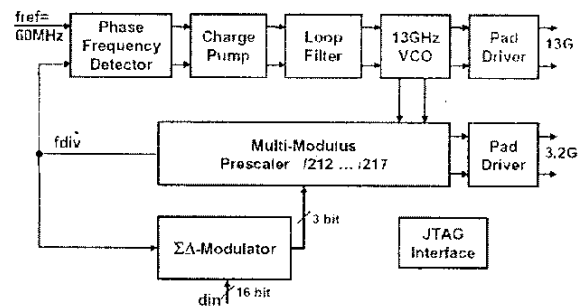 fref=
60MHz
Phase
Frequency
Detector
Charge
Pump
Loop
Filter
13GHz
VCO
Pad
Driver
13G
fdiv
Multi-Modulus
Prescaler /212 ... /217
Pad
Driver
3.2G
3 bit
ΣΔ-Modulator
JTAG
Interface
din
16 bit